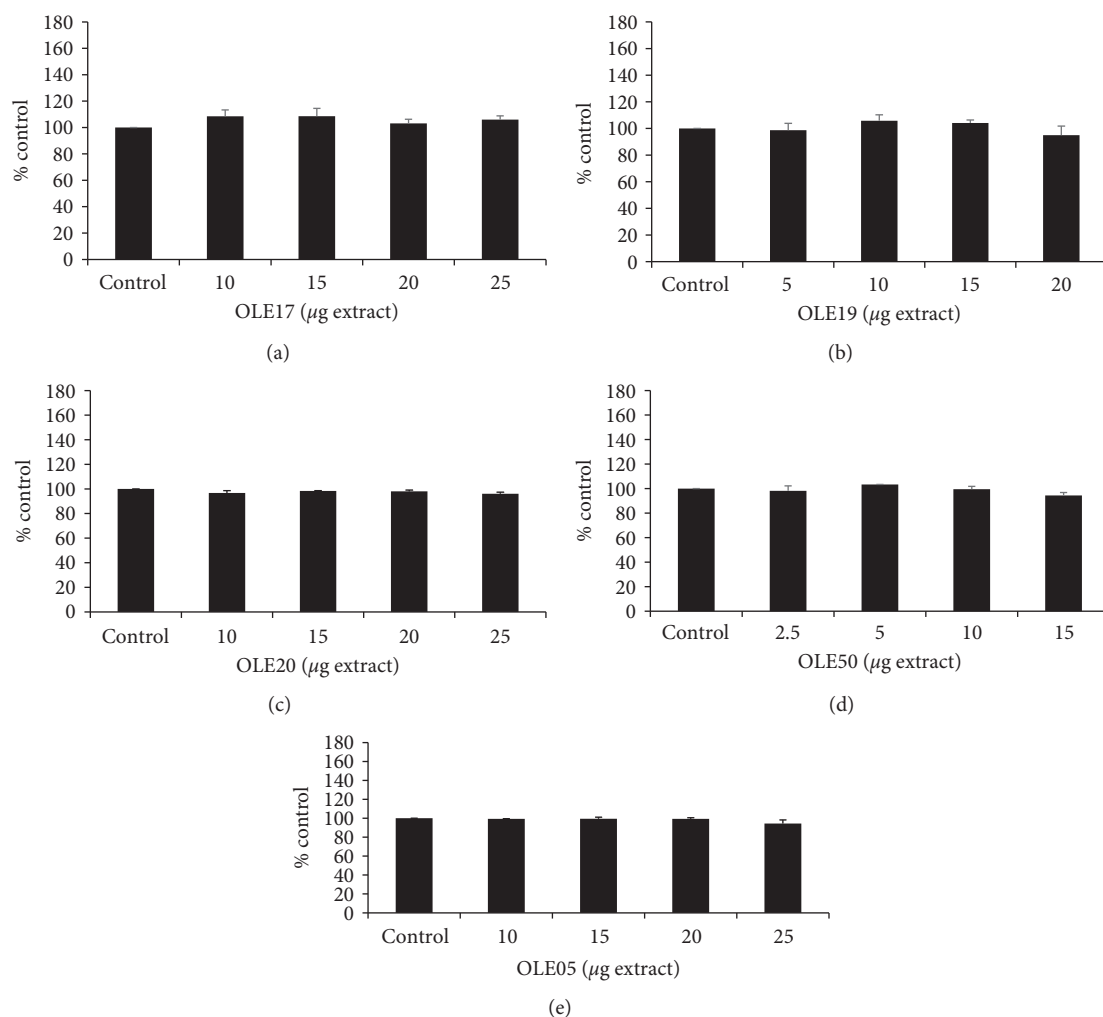 180
160
140
120
100
80
60
40
20
0
% control
Control 10 15 20 25
OLE17 (μg extract)
(a)
180
160
140
120
100
80
60
40
20
0
% control
Control 5 10 15 20
OLE19 (μg extract)
(b)
180
160
140
120
100
80
60
40
20
0
% control
Control 10 15 20 25
OLE20 (μg extract)
(c)
180
160
140
120
100
80
60
40
20
0
% control
Control 2.5 5 10 15
OLE50 (μg extract)
(d)
180
160
140
120
100
80
60
40
20
0
% control
Control 10 15 20 25
OLE05 (μg extract)
(e)